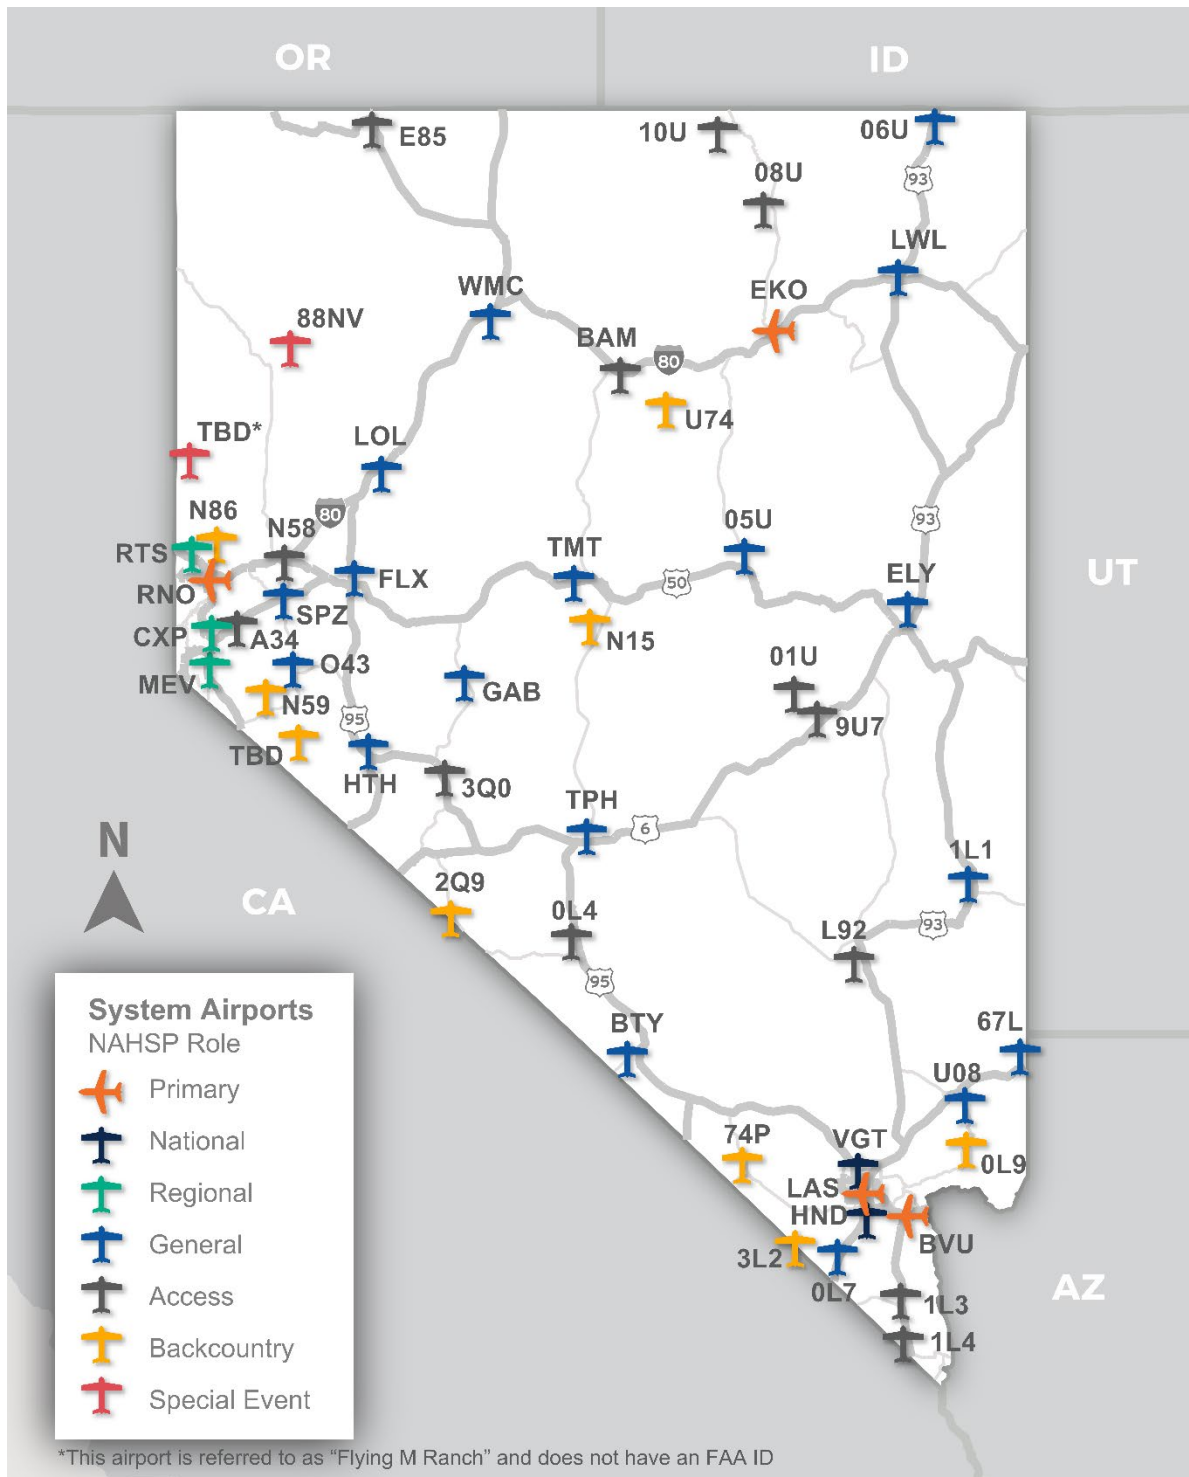 OR
ID
E85
10U
06U
08U
93
LWL
WMC
EKO
88NV
BAM
80
U74
TBD*
LOL
N86
80
N58
05U
93
RTS
TMT
RNO
FLX
50
ELY
SPZ
UT
CXP
A34
N15
MEV
O43
01U
GAB
N59
95
9U7
TBD
HTH
3Q0
TPH
6
N
1L1
2Q9
CA
0L4
L92
93
95
BTY
67L
U08
74P
VGT
0L9
LAS
HND
BVU
3L2
0L7
AZ
1L3
1L4
System Airports
NAHSP Role
Primary
National
Regional
General
Access
Backcountry
Special Event
*This airport is referred to as “Flying M Ranch” and does not have an FAA ID